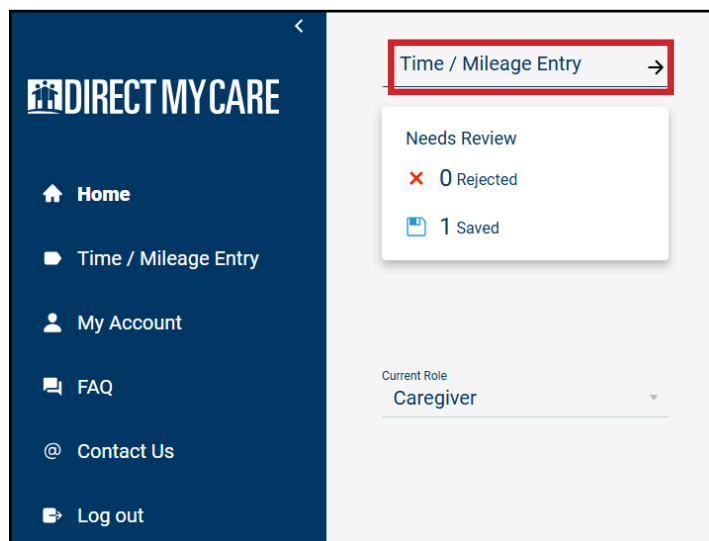 DIRECT MY CARE
Home
Time / Mileage Entry
My Account
FAQ
@ Contact Us
Log out
Time / Mileage Entry
Needs Review
0 Rejected
1 Saved
Current Role
Caregiver